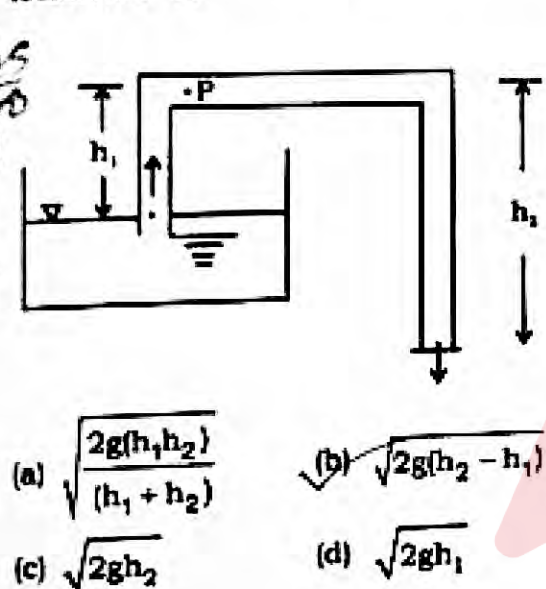 ·P
h₁
h₂
(a) √(2g(h₁h₂)/(h₁ + h₂))
(b) √(2g(h₂ − h₁))
(c) √(2gh₂)
(d) √(2gh₁)